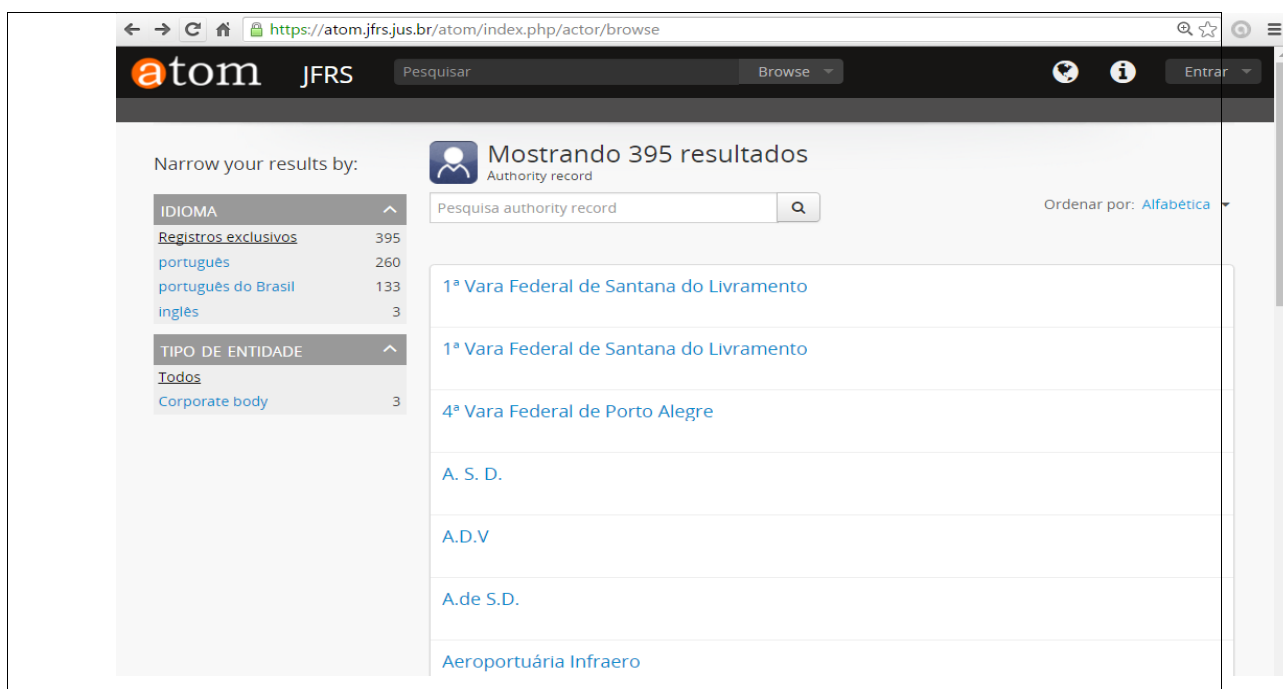 https://atom.jfrs.jus.br/atom/index.php/actor/browse
atom JFRS Pesquisar Browse Entrar
Narrow your results by:
IDIOMA
Registros exclusivos 395
português 260
português do Brasil 133
inglês 3
TIPO DE ENTIDADE
Todos
Corporate body 3
Mostrando 395 resultados
Authority record
Pesquisa authority record
Ordenar por: Alfabética
1ª Vara Federal de Santana do Livramento
1ª Vara Federal de Santana do Livramento
4ª Vara Federal de Porto Alegre
A. S. D.
A.D.V
A.de S.D.
Aeroportuária Infraero